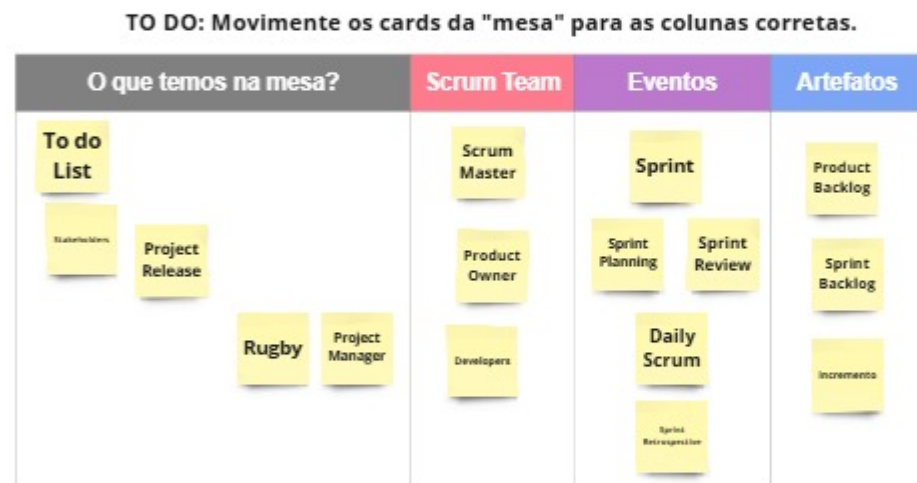 TO DO: Movimente os cards da "mesa" para as colunas corretas.
O que temos na mesa?
Scrum Team
Eventos
Artefatos
To do
List
Stakeholders
Project
Release
Rugby
Project
Manager
Scrum
Master
Product
Owner
Developers
Sprint
Sprint
Planning
Sprint
Review
Daily
Scrum
Sprint
Retrospective
Product
Backlog
Sprint
Backlog
Incremento